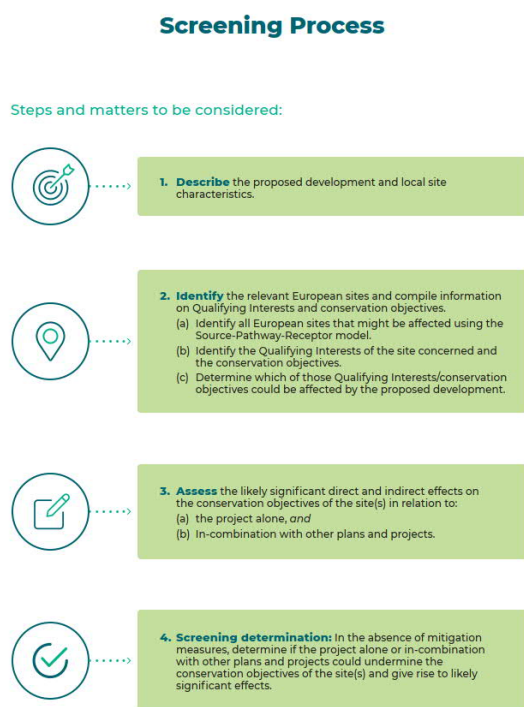 Screening Process
Steps and matters to be considered:
1. Describe the proposed development and local site
characteristics.
2. Identify the relevant European sites and compile information
on Qualifying Interests and conservation objectives.
(a) Identify all European sites that might be affected using the
Source-Pathway-Receptor model.
(b) Identify the Qualifying Interests of the site concerned and
the conservation objectives.
(c) Determine which of those Qualifying Interests/conservation
objectives could be affected by the proposed development.
3. Assess the likely significant direct and indirect effects on
the conservation objectives of the site(s) in relation to:
(a) the project alone, and
(b) In-combination with other plans and projects.
4. Screening determination: In the absence of mitigation
measures, determine if the project alone or in-combination
with other plans and projects could undermine the
conservation objectives of the site(s) and give rise to likely
significant effects.